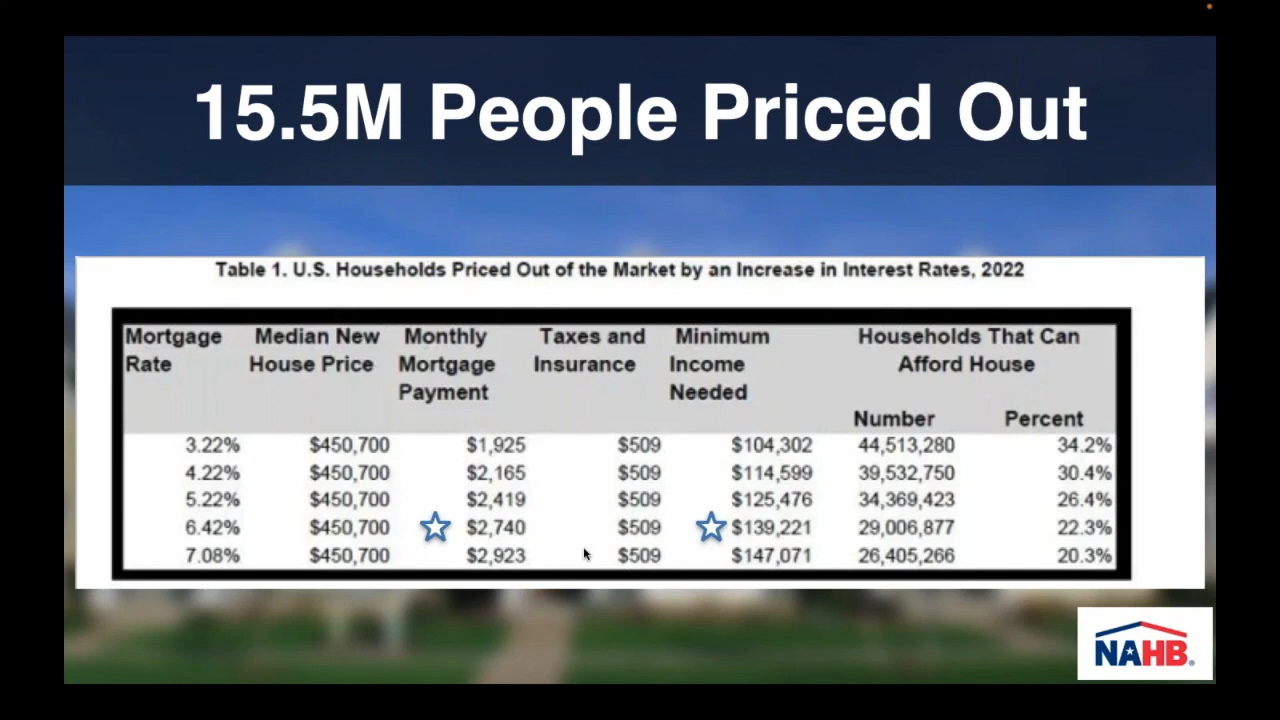 15.5M People Priced Out
Table 1. U.S. Households Priced Out of the Market by an Increase in Interest Rates, 2022
Mortgage Rate Median New House Price Monthly Mortgage Payment Taxes and Insurance Minimum Income Needed Households That Can Afford House
Number Percent
3.22% $450,700 $1,925 $509 $104,302 44,513,280 34.2%
4.22% $450,700 $2,165 $509 $114,599 39,532,750 30.4%
5.22% $450,700 $2,419 $509 $125,476 34,369,423 26.4%
6.42% $450,700 $2,740 $509 $139,221 29,006,877 22.3%
7.08% $450,700 $2,923 $509 $147,071 26,405,266 20.3%
NAHB®